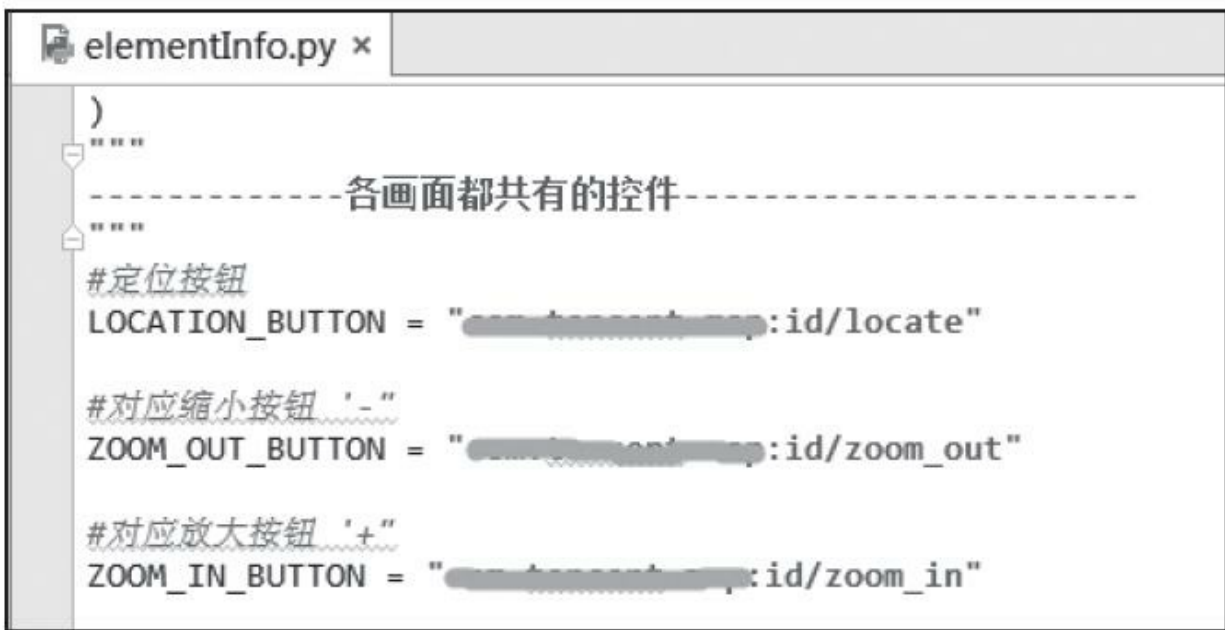 elementInfo.py ×
)
"""
-------------各画面都共有的控件-----------------------
"""
#定位按钮
LOCATION_BUTTON = ":id/locate"
#对应缩小按钮 '-"
ZOOM_OUT_BUTTON = ":id/zoom_out"
#对应放大按钮 '+"
ZOOM_IN_BUTTON = ":id/zoom_in"